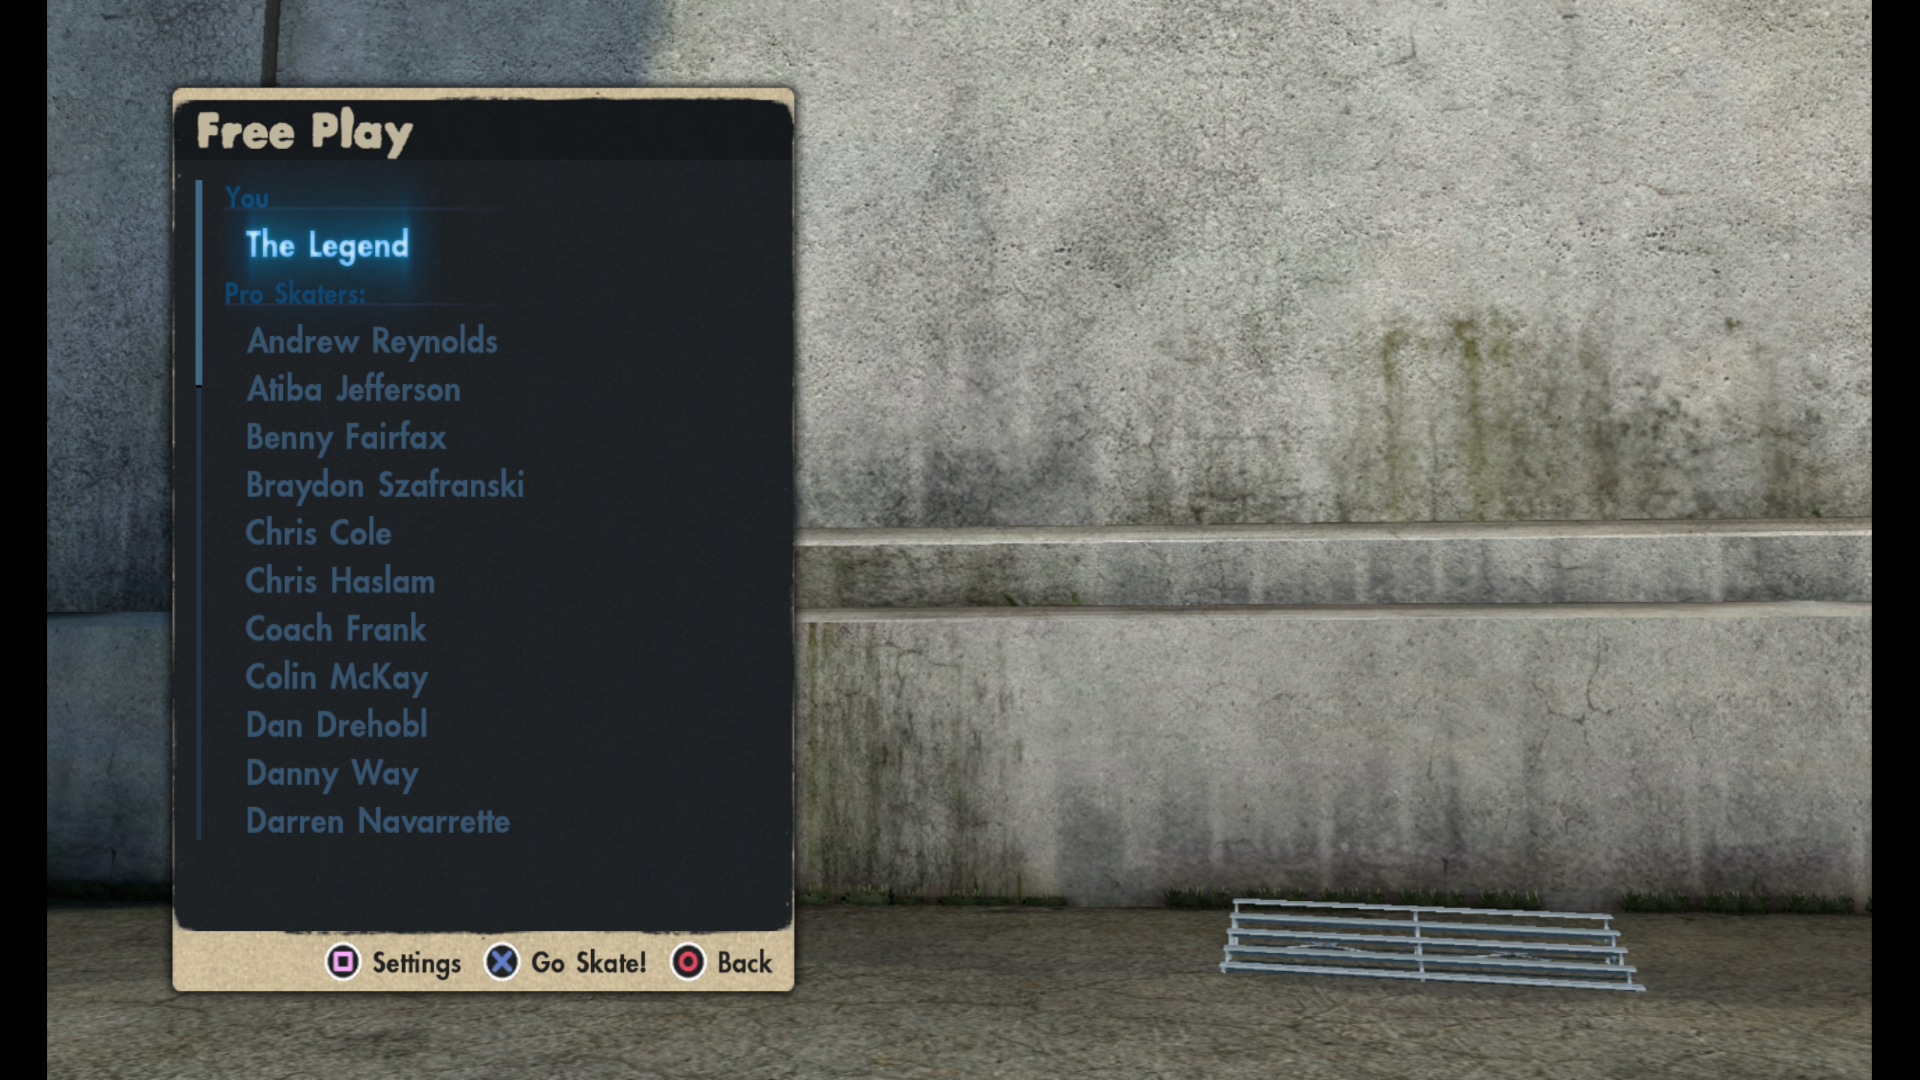 Free Play
You
The Legend
Pro Skaters:
Andrew Reynolds
Atiba Jefferson
Benny Fairfax
Braydon Szafranski
Chris Cole
Chris Haslam
Coach Frank
Colin McKay
Dan Drehobl
Danny Way
Darren Navarrette
Settings Go Skate! Back